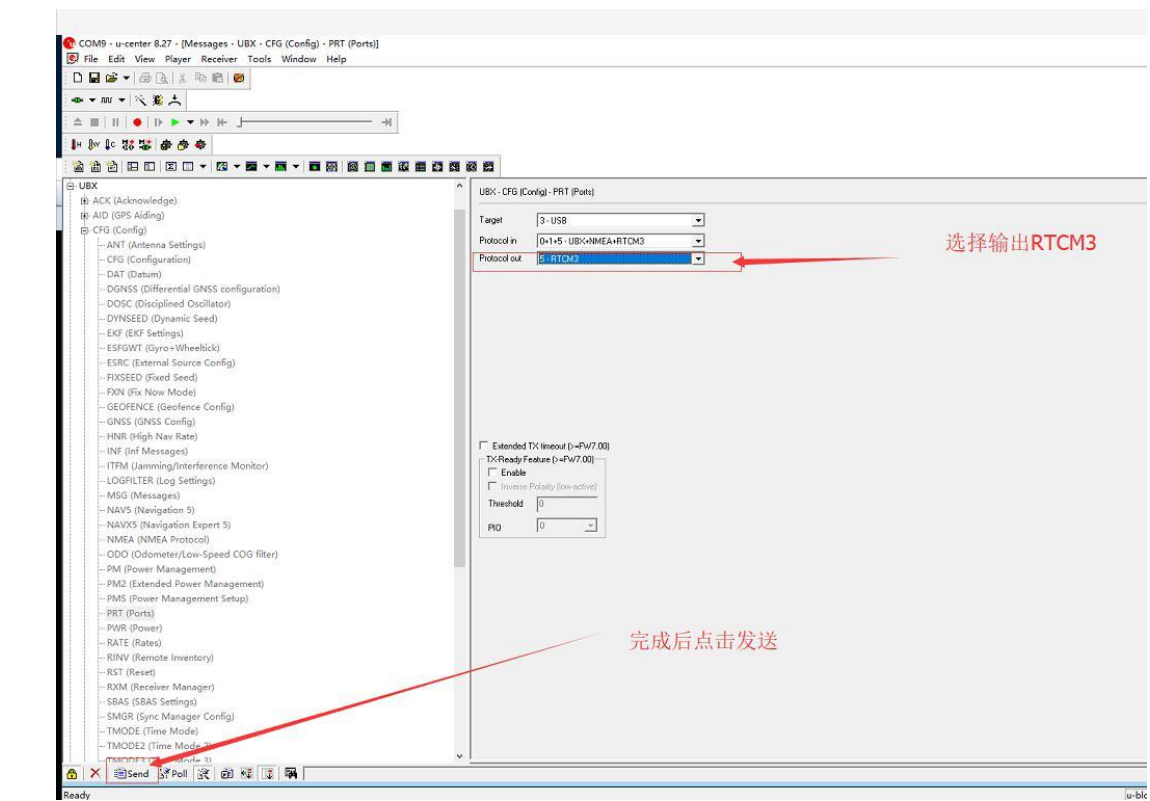 COM9 - u-center 8.27 - [Messages - UBX - CFG (Config) - PRT (Ports)]
File Edit View Player Receiver Tools Window Help
UBX
ACK (Acknowledge)
AID (GPS Aiding)
CFG (Config)
ANT (Antenna Settings)
CFG (Configuration)
DAT (Datum)
DGNSS (Differential GNSS configuration)
DOSC (Disciplined Oscillator)
DYNSEED (Dynamic Seed)
EKF (EKF Settings)
ESFGWT (Gyro+Wheeltick)
ESRC (External Source Config)
FIXSEED (Fixed Seed)
FXN (Fix Now Mode)
GEOFENCE (Geofence Config)
GNSS (GNSS Config)
HNR (High Nav Rate)
INF (Inf Messages)
ITFM (Jamming/Interference Monitor)
LOGFILTER (Log Settings)
MSG (Messages)
NAV5 (Navigation 5)
NAVX5 (Navigation Expert 5)
NMEA (NMEA Protocol)
ODO (Odometer/Low-Speed COG filter)
PM (Power Management)
PM2 (Extended Power Management)
PMS (Power Management Setup)
PRT (Ports)
PWR (Power)
RATE (Rates)
RINV (Remote Inventory)
RST (Reset)
RXM (Receiver Manager)
SBAS (SBAS Settings)
SMGR (Sync Manager Config)
TMODE (Time Mode)
TMODE2 (Time Mode 2)
TMODE3 (Time Mode 3)
UBX - CFG (Config) - PRT (Ports)
Target 3 - USB
Protocol in 0+1+5 - UBX+NMEA+RTCM3
Protocol out 5 - RTCM3
选择输出RTCM3
Extended TX timeout (>=FW7.00)
TX-Ready Feature (>=FW7.00)
Enable
Inverse Polarity (low-active)
Threshold 0
PIO 0
完成后点击发送
Send Poll
Ready